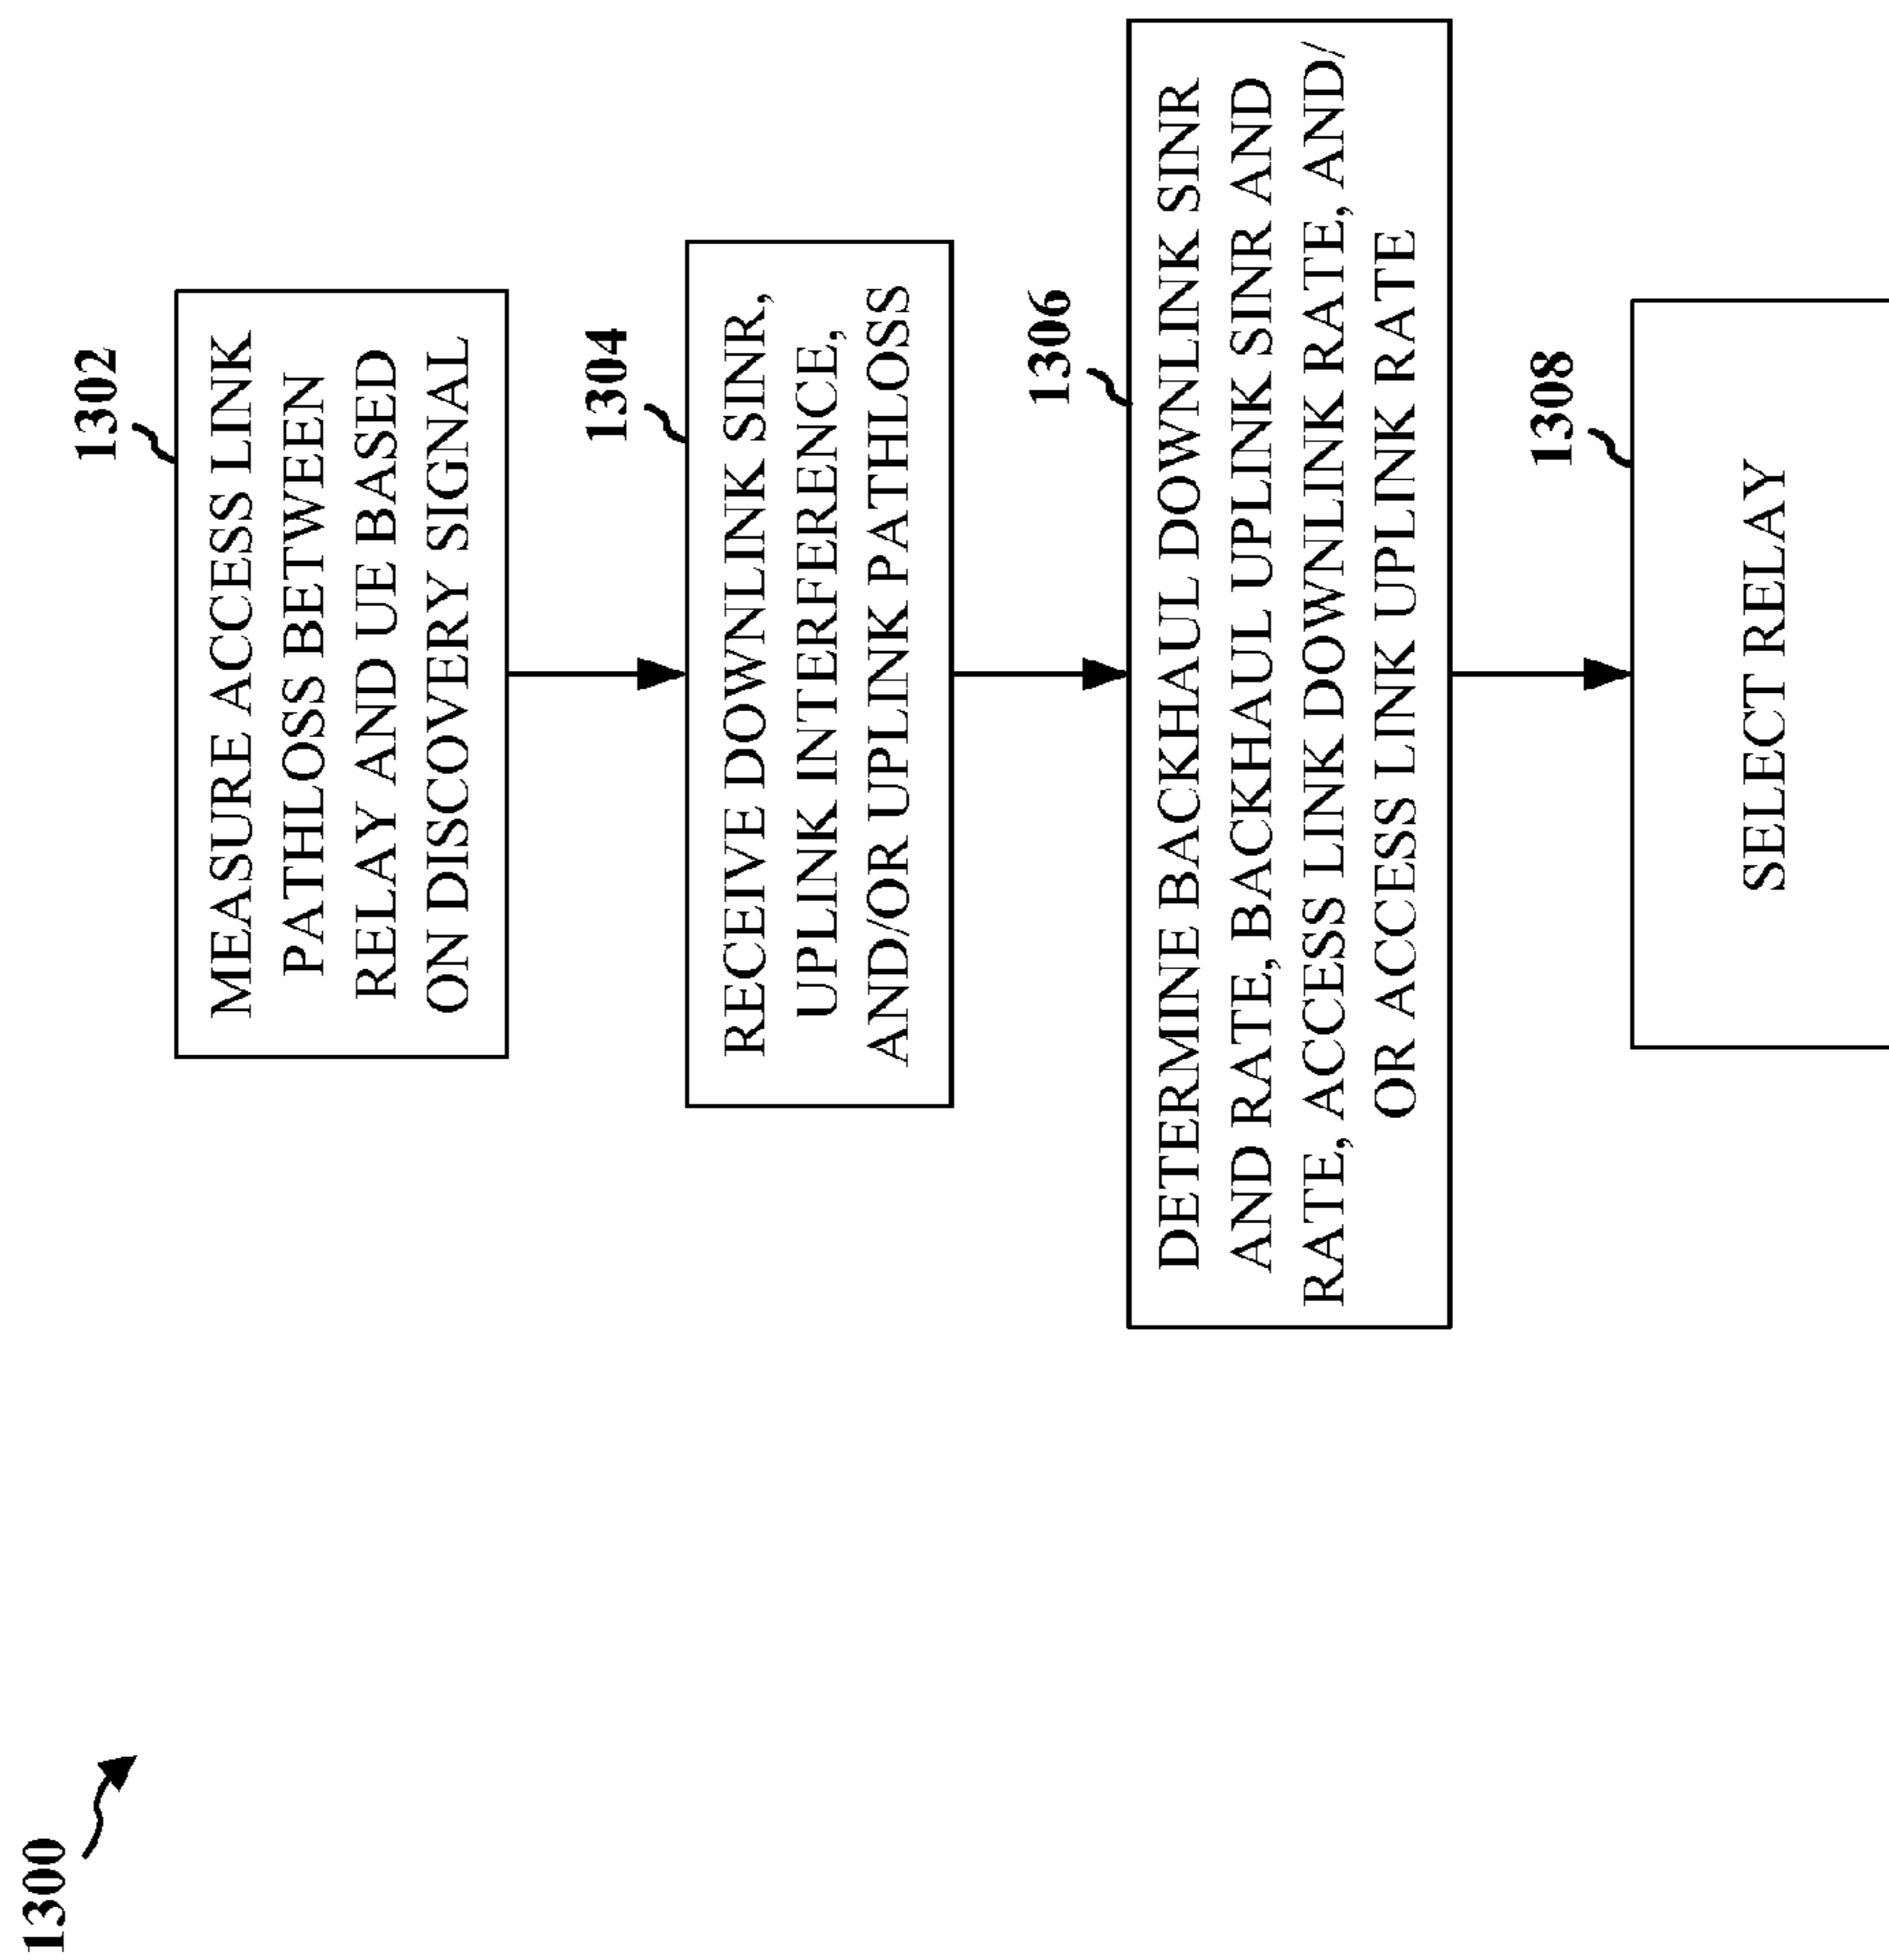 1300
1302
MEASURE ACCESS LINK
PATHLOSS BETWEEN
RELAY AND UE BASED
ON DISCOVERY SIGNAL
1304
RECEIVE DOWNLINK SINR,
UPLINK INTERFERENCE,
AND/OR UPLINK PATHLOSS
1306
DETERMINE BACKHAUL DOWNLINK SINR
AND RATE, BACKHAUL UPLINK SINR AND
RATE, ACCESS LINK DOWNLINK RATE, AND/
OR ACCESS LINK UPLINK RATE
1308
SELECT RELAY